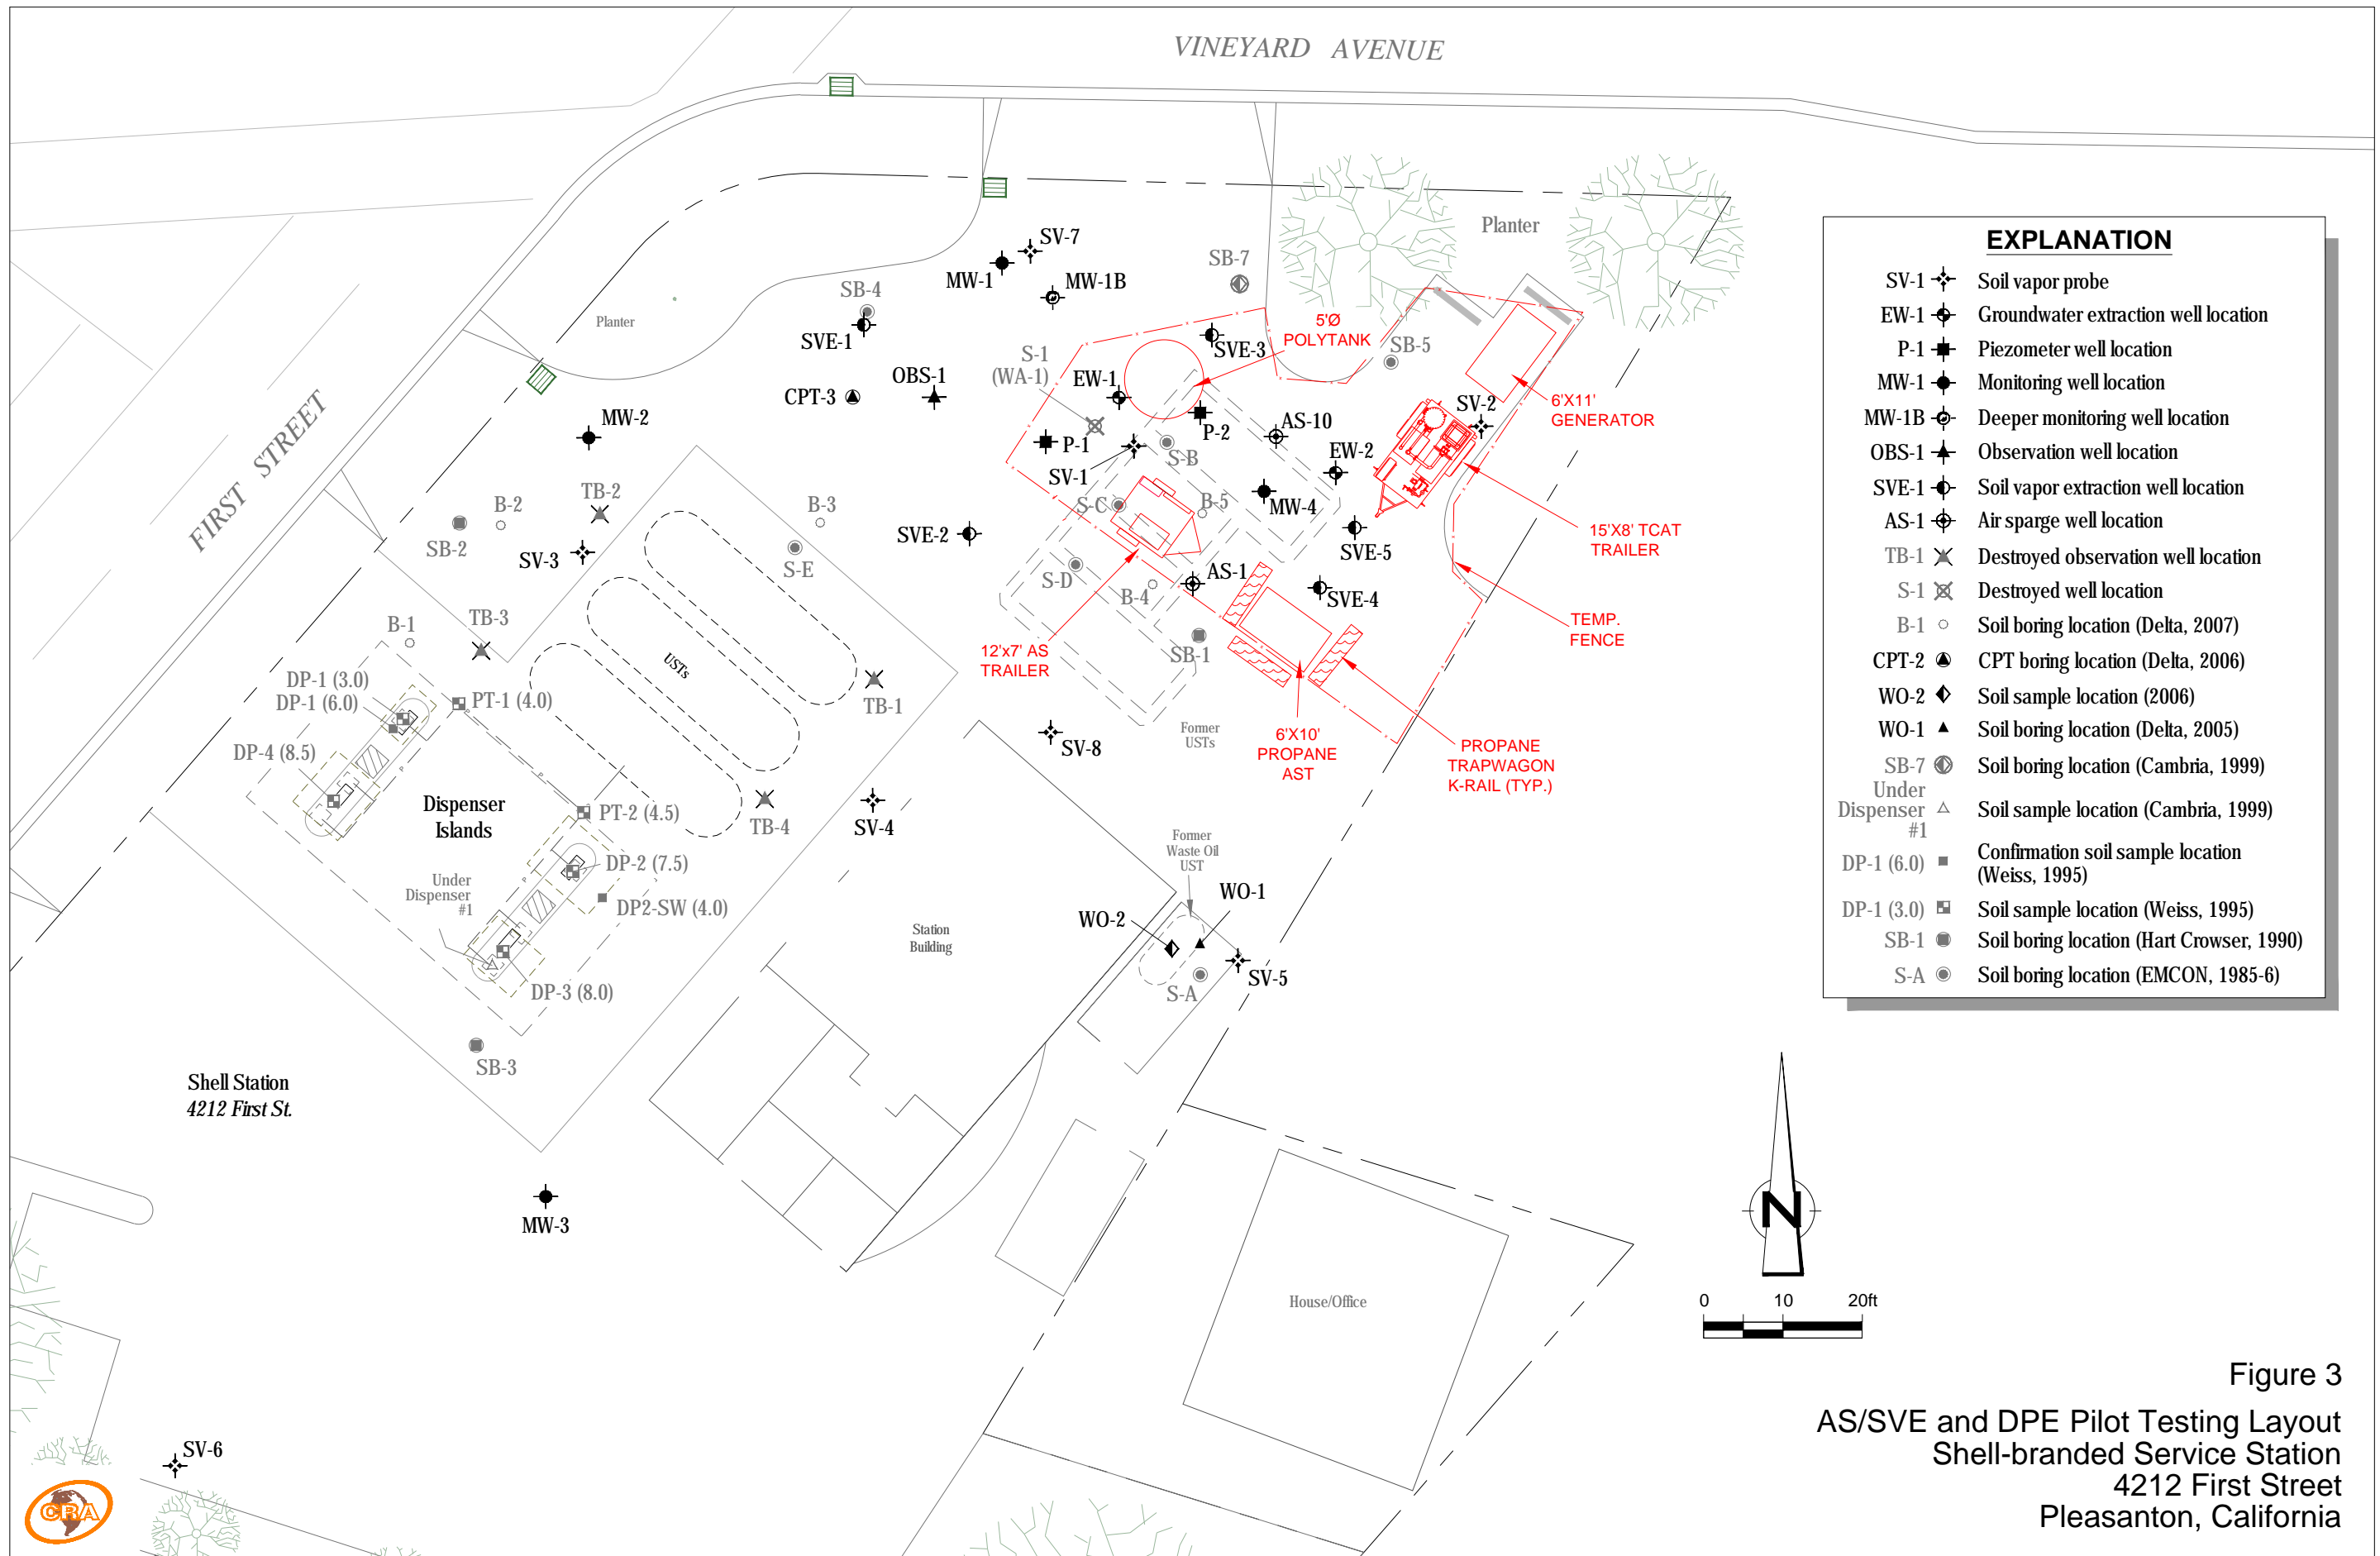 VINEYARD AVENUE
FIRST STREET
Planter
Planter
SV-7
MW-1
MW-1B
SB-7
SB-4
SVE-1
5'Ø
POLYTANK
SVE-3
SB-5
S-1
(WA-1)
EW-1
OBS-1
CPT-3
6'X11'
GENERATOR
SV-2
MW-2
P-1
P-2
AS-10
SV-1
S-B
EW-2
TB-2
B-2
SB-2
B-3
S-C
B-5
MW-4
SV-3
SVE-2
S-E
SVE-5
15'X8' TCAT
TRAILER
S-D
AS-1
B-4
SVE-4
TEMP.
FENCE
B-1
TB-3
12'x7' AS
TRAILER
SB-1
USTs
DP-1 (3.0)
DP-1 (6.0)
PT-1 (4.0)
TB-1
DP-4 (8.5)
SV-8
Former
USTs
6'X10'
PROPANE
AST
PROPANE
TRAPWAGON
K-RAIL (TYP.)
Dispenser
Islands
PT-2 (4.5)
TB-4
SV-4
DP-2 (7.5)
Under
Dispenser
#1
DP2-SW (4.0)
Former
Waste Oil
UST
WO-1
WO-2
Station
Building
S-A
SV-5
DP-3 (8.0)
SB-3
Shell Station
4212 First St.
MW-3
House/Office
SV-6
CRA
EXPLANATION
SV-1 Soil vapor probe
EW-1 Groundwater extraction well location
P-1 Piezometer well location
MW-1 Monitoring well location
MW-1B Deeper monitoring well location
OBS-1 Observation well location
SVE-1 Soil vapor extraction well location
AS-1 Air sparge well location
TB-1 Destroyed observation well location
S-1 Destroyed well location
B-1 Soil boring location (Delta, 2007)
CPT-2 CPT boring location (Delta, 2006)
WO-2 Soil sample location (2006)
WO-1 Soil boring location (Delta, 2005)
SB-7 Soil boring location (Cambria, 1999)
Under
Dispenser Soil sample location (Cambria, 1999)
#1
DP-1 (6.0) Confirmation soil sample location
(Weiss, 1995)
DP-1 (3.0) Soil sample location (Weiss, 1995)
SB-1 Soil boring location (Hart Crowser, 1990)
S-A Soil boring location (EMCON, 1985-6)
N
0 10 20ft
Figure 3
AS/SVE and DPE Pilot Testing Layout
Shell-branded Service Station
4212 First Street
Pleasanton, California